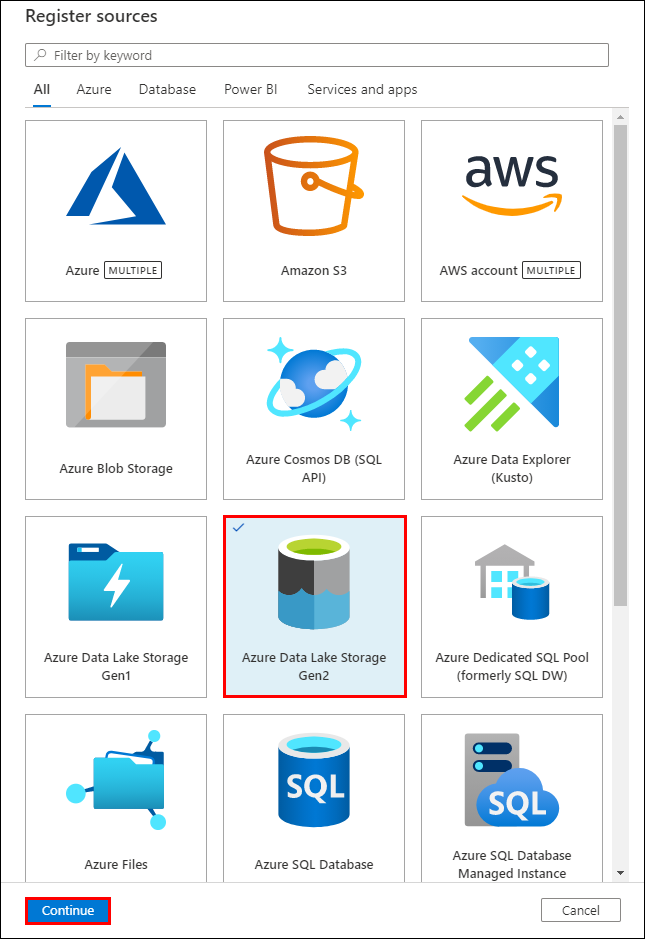 Register sources
Filter by keyword
All Azure Database Power BI Services and apps
aws
Azure MULTIPLE
Amazon S3
AWS account MULTIPLE
Azure Blob Storage
Azure Cosmos DB (SQL
API)
Azure Data Explorer
(Kusto)
Azure Data Lake Storage
Gen1
Azure Data Lake Storage
Gen2
Azure Dedicated SQL Pool
(formerly SQL DW)
SQL
SQL
Azure Files
Azure SQL Database
Azure SQL Database
Managed Instance
Continue
Cancel